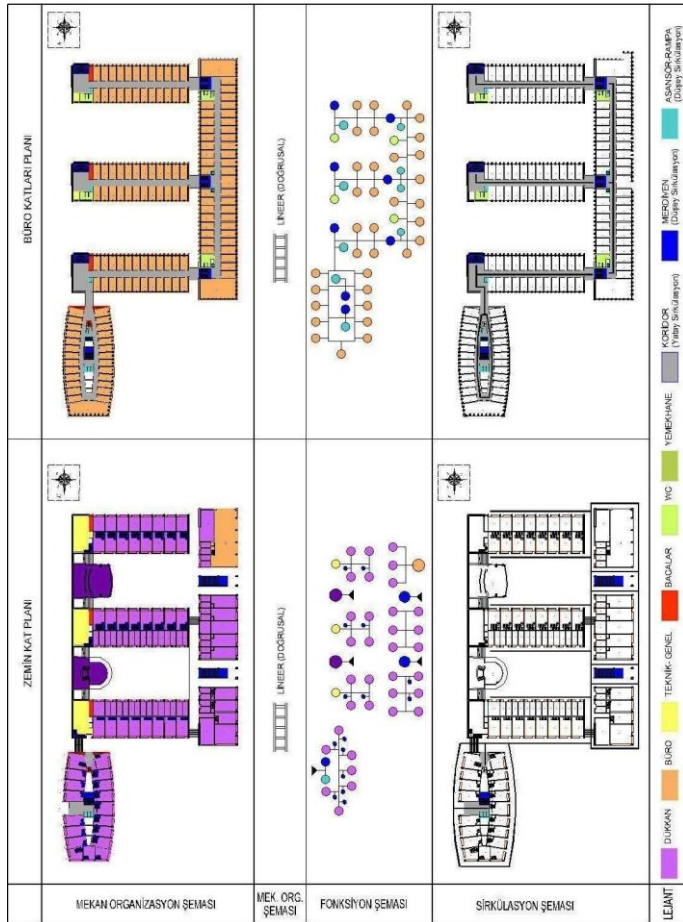 ZEMİN KAT PLANI
BÜRO KATLARI PLANI
MEKAN ORGANİZASYON ŞEMASI
MEK. ORG.
ŞEMASI
LİNEER (DOĞRUSAL)
LİNEER (DOĞRUSAL)
FONKSİYON ŞEMASI
SİRKÜLASYON ŞEMASI
LEJANT
DÜKKAN
BÜRO
TEKNİK- GENEL
BACALAR
WC
YEMEKHANE
KORİDOR
(Yatay Sirkülasyon)
MERDİVEN
(Düşey Sirkülasyon)
ASANSÖR-RAMPA
(Düşey Sirkülasyon)